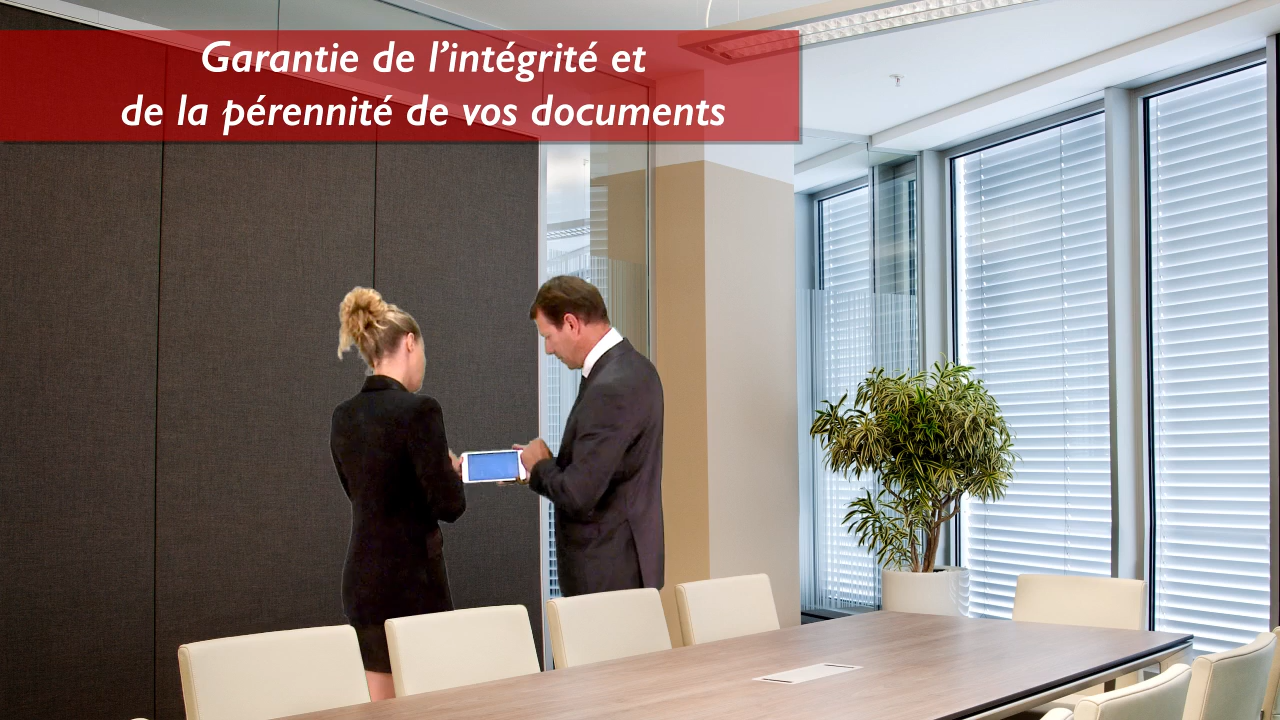 Garantie de l’intégrité et
de la pérennité de vos documents